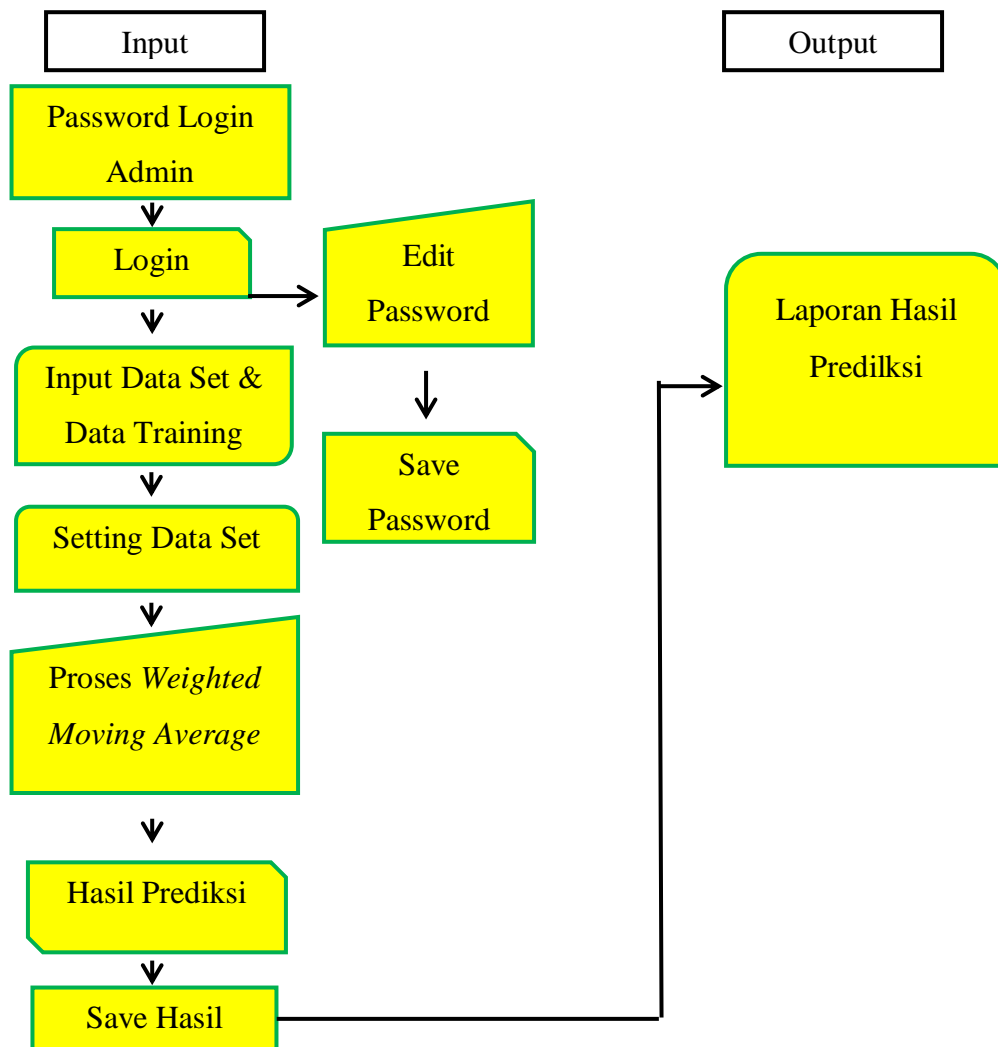 Input
Output
Password Login
Admin
Login
Edit
Password
Laporan Hasil
Predilksi
Input Data Set &
Data Training
Save
Password
Setting Data Set
Proses Weighted
Moving Average
Hasil Prediksi
Save Hasil